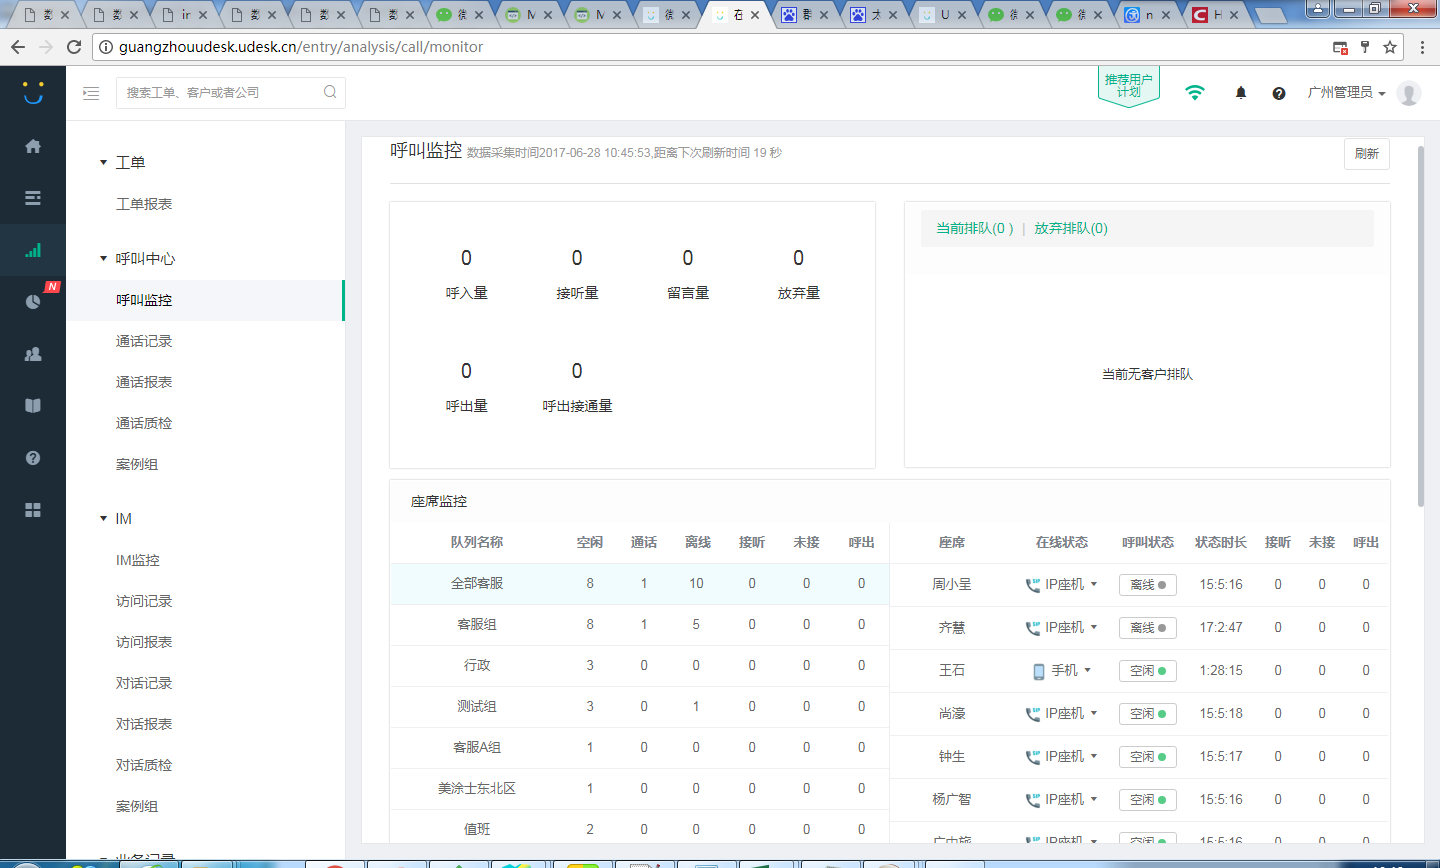 guangzhouudesk.udesk.cn/entry/analysis/call/monitor
搜索工单、客户或者公司
推荐用户
计划
广州管理员
N
工单
工单报表
呼叫中心
呼叫监控
通话记录
通话报表
通话质检
案例组
IM
IM监控
访问记录
访问报表
对话记录
对话报表
对话质检
案例组
呼叫监控 数据采集时间2017-06-28 10:45:53,距离下次刷新时间 19 秒
刷新
0 0 0 0
呼入量 接听量 留言量 放弃量
0 0
呼出量 呼出接通量
当前排队(0 ) | 放弃排队(0)
当前无客户排队
座席监控
队列名称 空闲 通话 离线 接听 未接 呼出
全部客服 8 1 10 0 0 0
客服组 8 1 5 0 0 0
行政 3 0 0 0 0 0
测试组 3 0 1 0 0 0
客服A组 1 0 0 0 0 0
美涂士东北区 1 0 0 0 0 0
值班 2 0 0 0 0 0
座席 在线状态 呼叫状态 状态时长 接听 未接 呼出
周小呈 IP座机 离线 15:5:16 0 0 0
齐慧 IP座机 离线 17:2:47 0 0 0
王石 手机 空闲 1:28:15 0 0 0
尚濠 IP座机 空闲 15:5:18 0 0 0
钟生 IP座机 空闲 15:5:17 0 0 0
杨广智 IP座机 空闲 15:5:16 0 0 0
IP座机 空闲 15:5:16 0 0 0